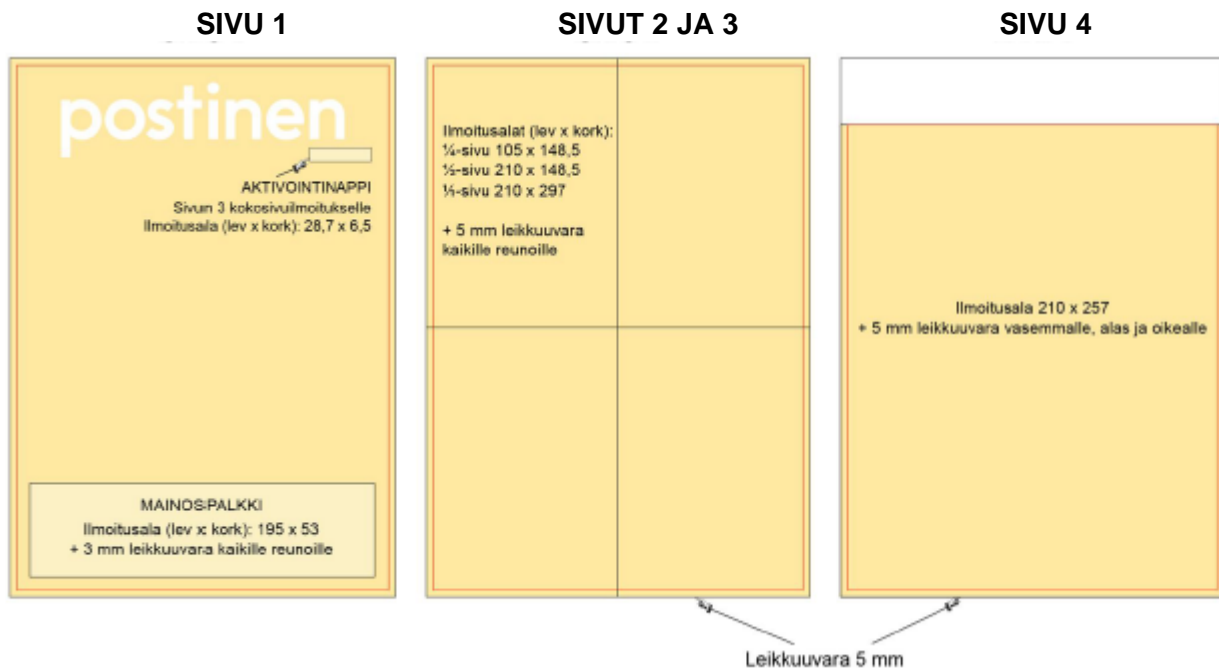 SIVU 1
postinen
AKTIVOINTINAPPI
Sivun 3 kokosivuilmoitukselle
Ilmoitusala (lev x kork): 28,7 x 6,5
MAINOSPALKKI
Ilmoitusala (lev x kork): 195 x 53
+ 3 mm leikkuuvara kaikille reunoille
SIVUT 2 JA 3
Ilmoitusalat (lev x kork):
¼-sivu 105 x 148,5
½-sivu 210 x 148,5
⅟-sivu 210 x 297
+ 5 mm leikkuuvara
kaikille reunoille
SIVU 4
Ilmoitusala 210 x 257
+ 5 mm leikkuuvara vasemmalle, alas ja oikealle
Leikkuuvara 5 mm